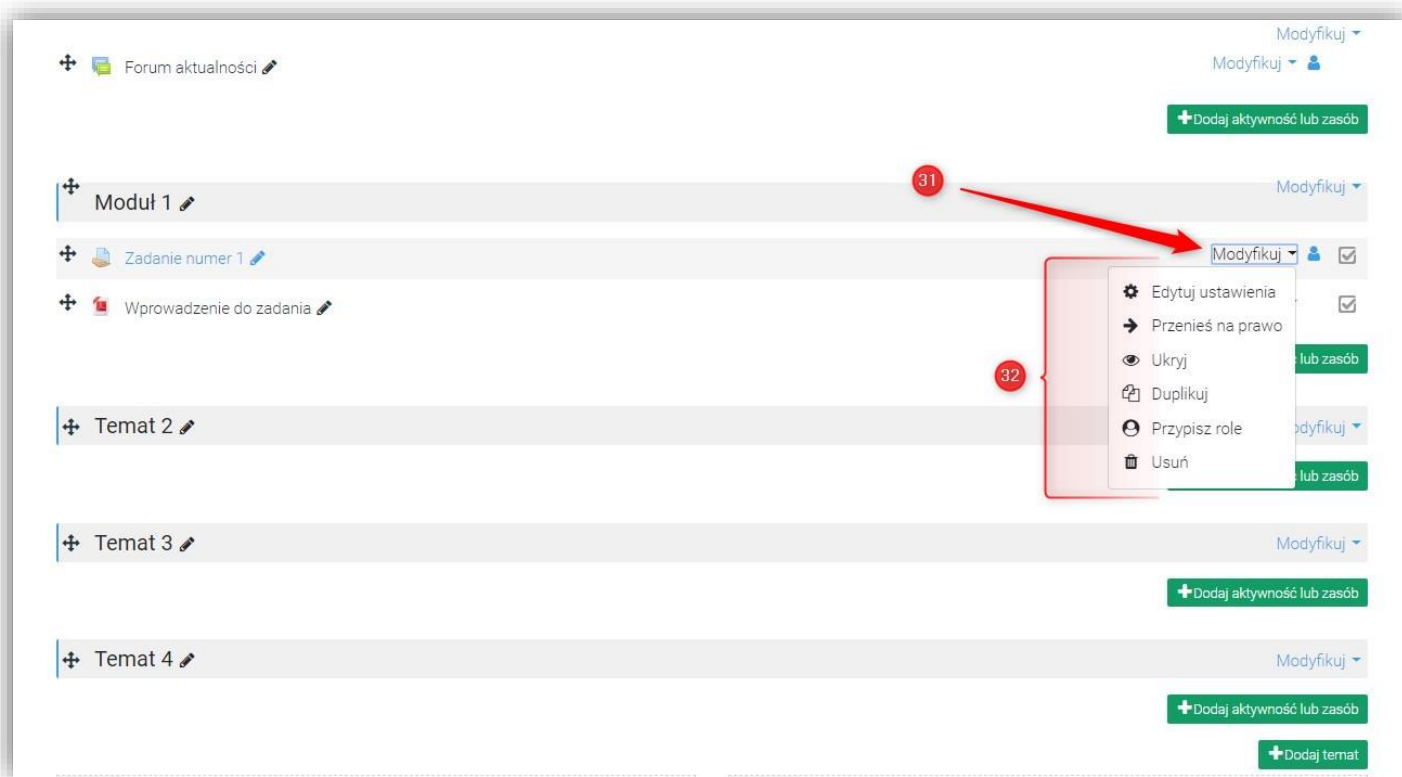 Modyfikuj
Forum aktualności Modyfikuj
Dodaj aktywność lub zasób
31
Moduł 1 Modyfikuj
Zadanie numer 1 Modyfikuj
Wprowadzenie do zadania
Edytuj ustawienia
Przenieś na prawo
32
Ukryj lub zasób
Duplikuj
Temat 2
Przypisz role
Usuń
lub zasób
Temat 3 Modyfikuj
Dodaj aktywność lub zasób
Temat 4 Modyfikuj
Dodaj aktywność lub zasób
Dodaj temat